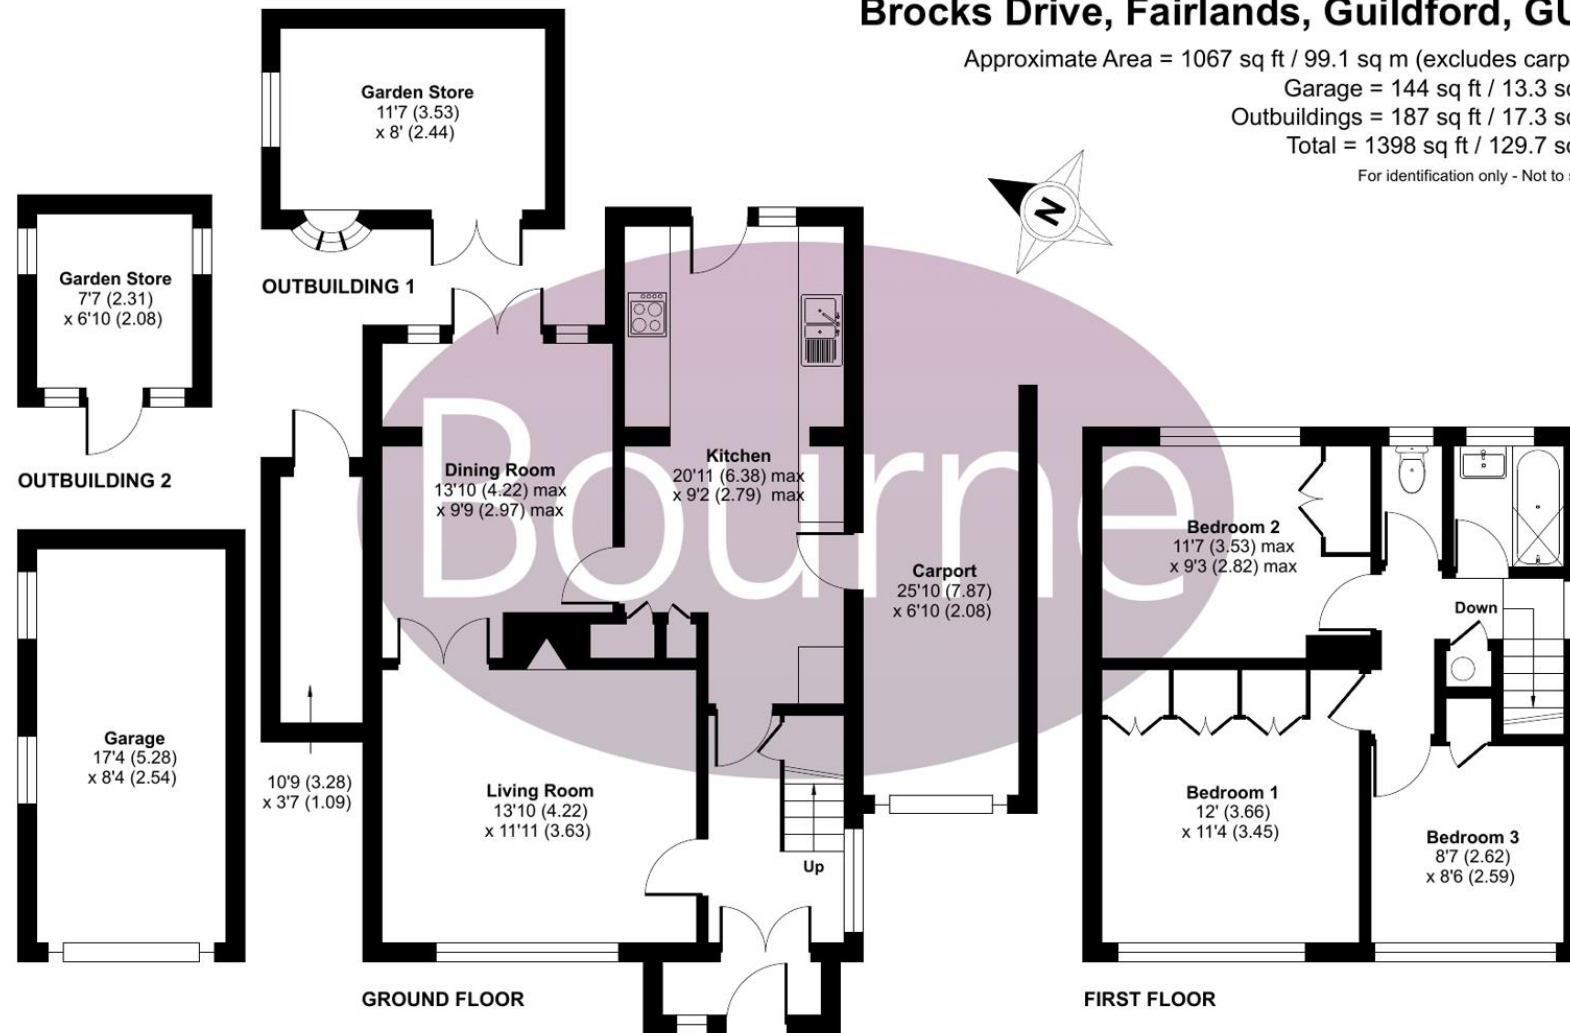 Brocks Drive, Fairlands, Guildford, GU
Approximate Area = 1067 sq ft / 99.1 sq m (excludes carp
Garage = 144 sq ft / 13.3 sq
Outbuildings = 187 sq ft / 17.3 sq
Total = 1398 sq ft / 129.7 sq
For identification only - Not to s
N
Garden Store
11'7 (3.53)
x 8' (2.44)
OUTBUILDING 1
Garden Store
7'7 (2.31)
x 6'10 (2.08)
OUTBUILDING 2
Garage
17'4 (5.28)
x 8'4 (2.54)
10'9 (3.28)
x 3'7 (1.09)
Bourne
Dining Room
13'10 (4.22) max
x 9'9 (2.97) max
Kitchen
20'11 (6.38) max
x 9'2 (2.79) max
Carport
25'10 (7.87)
x 6'10 (2.08)
Living Room
13'10 (4.22)
x 11'11 (3.63)
Up
GROUND FLOOR
Bedroom 2
11'7 (3.53) max
x 9'3 (2.82) max
Down
Bedroom 1
12' (3.66)
x 11'4 (3.45)
Bedroom 3
8'7 (2.62)
x 8'6 (2.59)
FIRST FLOOR